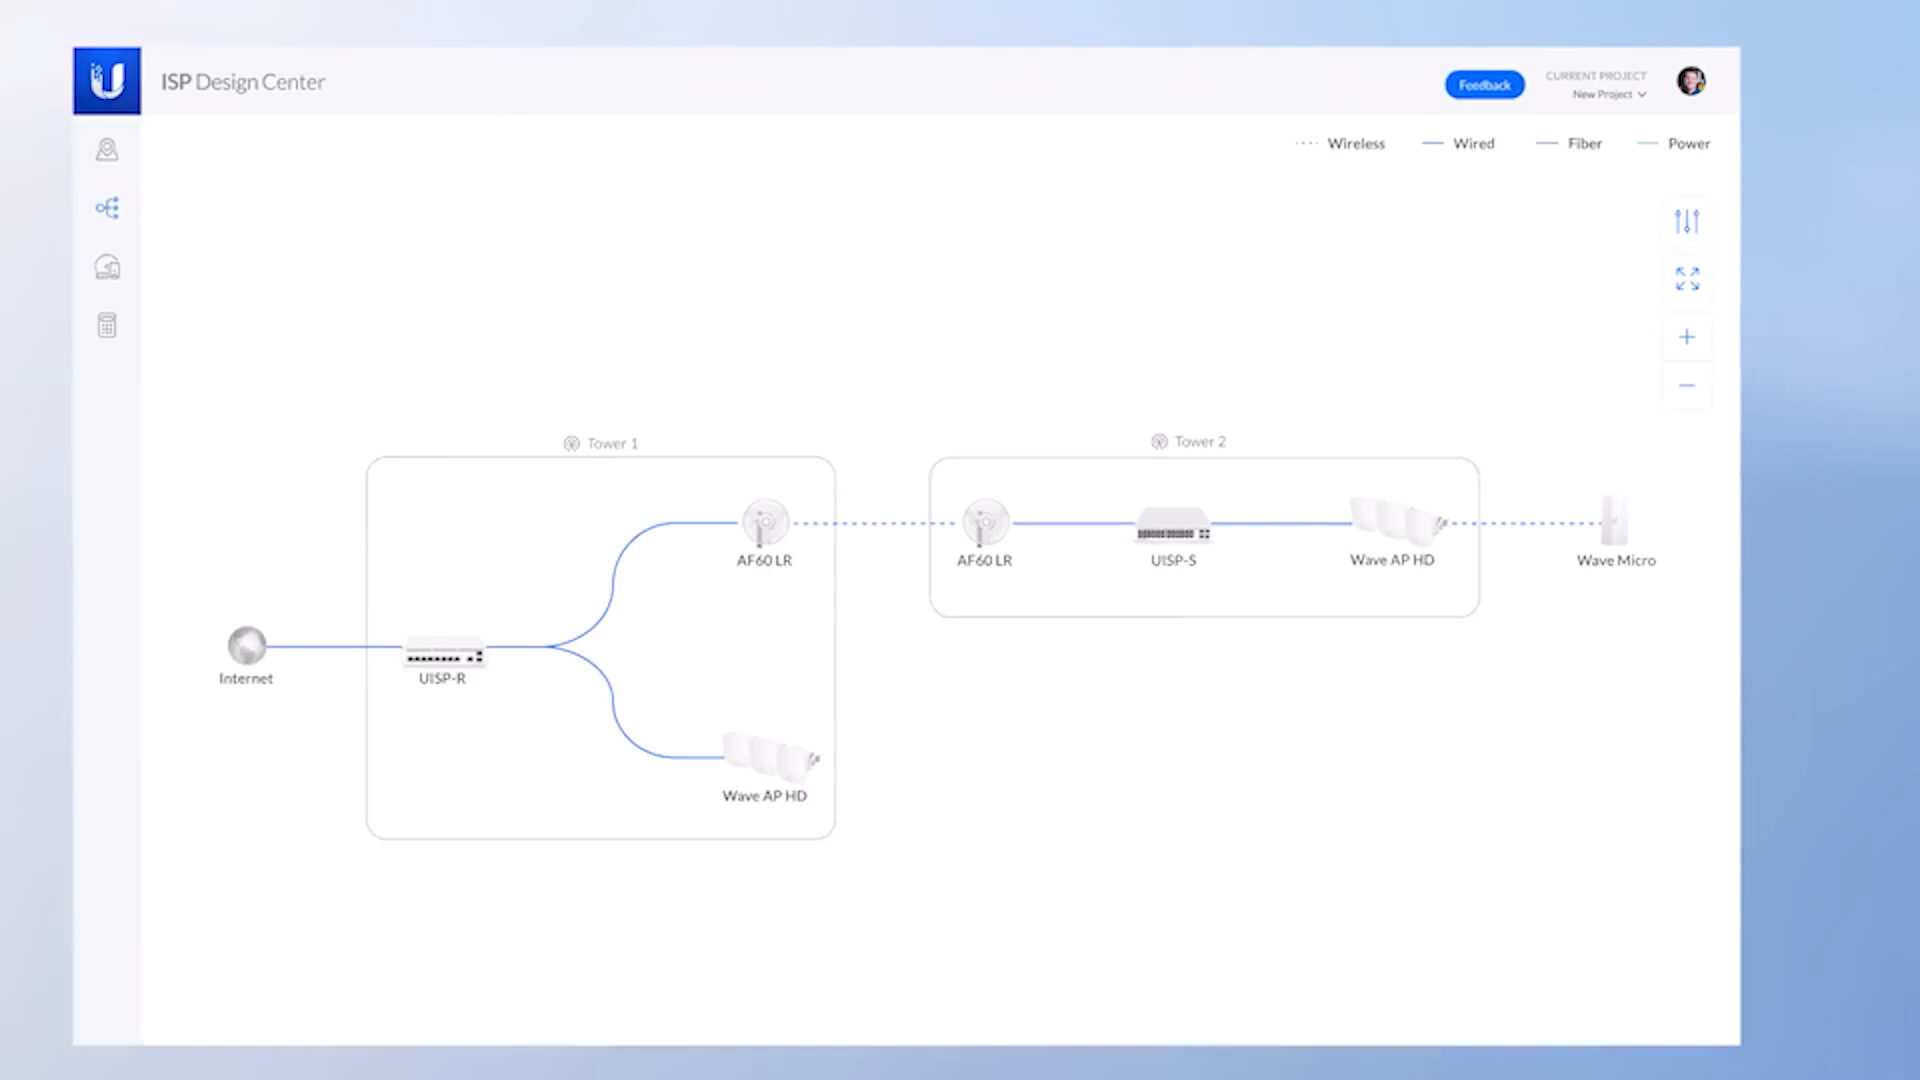 ISP Design Center
Feedback
CURRENT PROJECT
New Project
Wireless
Wired
Fiber
Power
Tower 1
Tower 2
AF60 LR
AF60 LR
UISP-S
Wave AP HD
Wave Micro
Internet
UISP-R
Wave AP HD